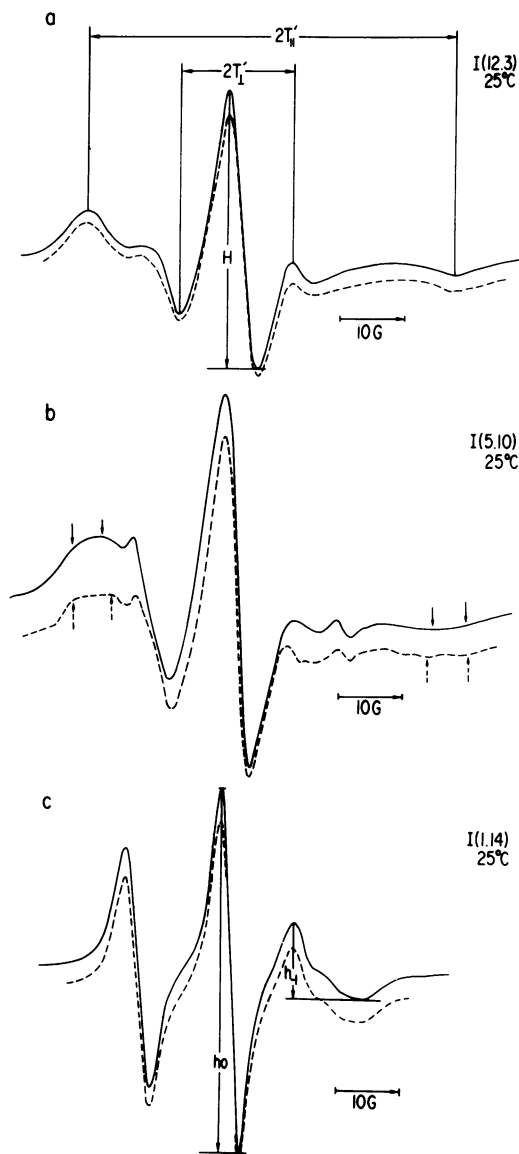 a
2T′∥
I(12.3)
25°C
2T′⊥
H
10G
b
I(5.10)
25°C
10G
c
I(1.14)
25°C
h₋₁
ho
10G